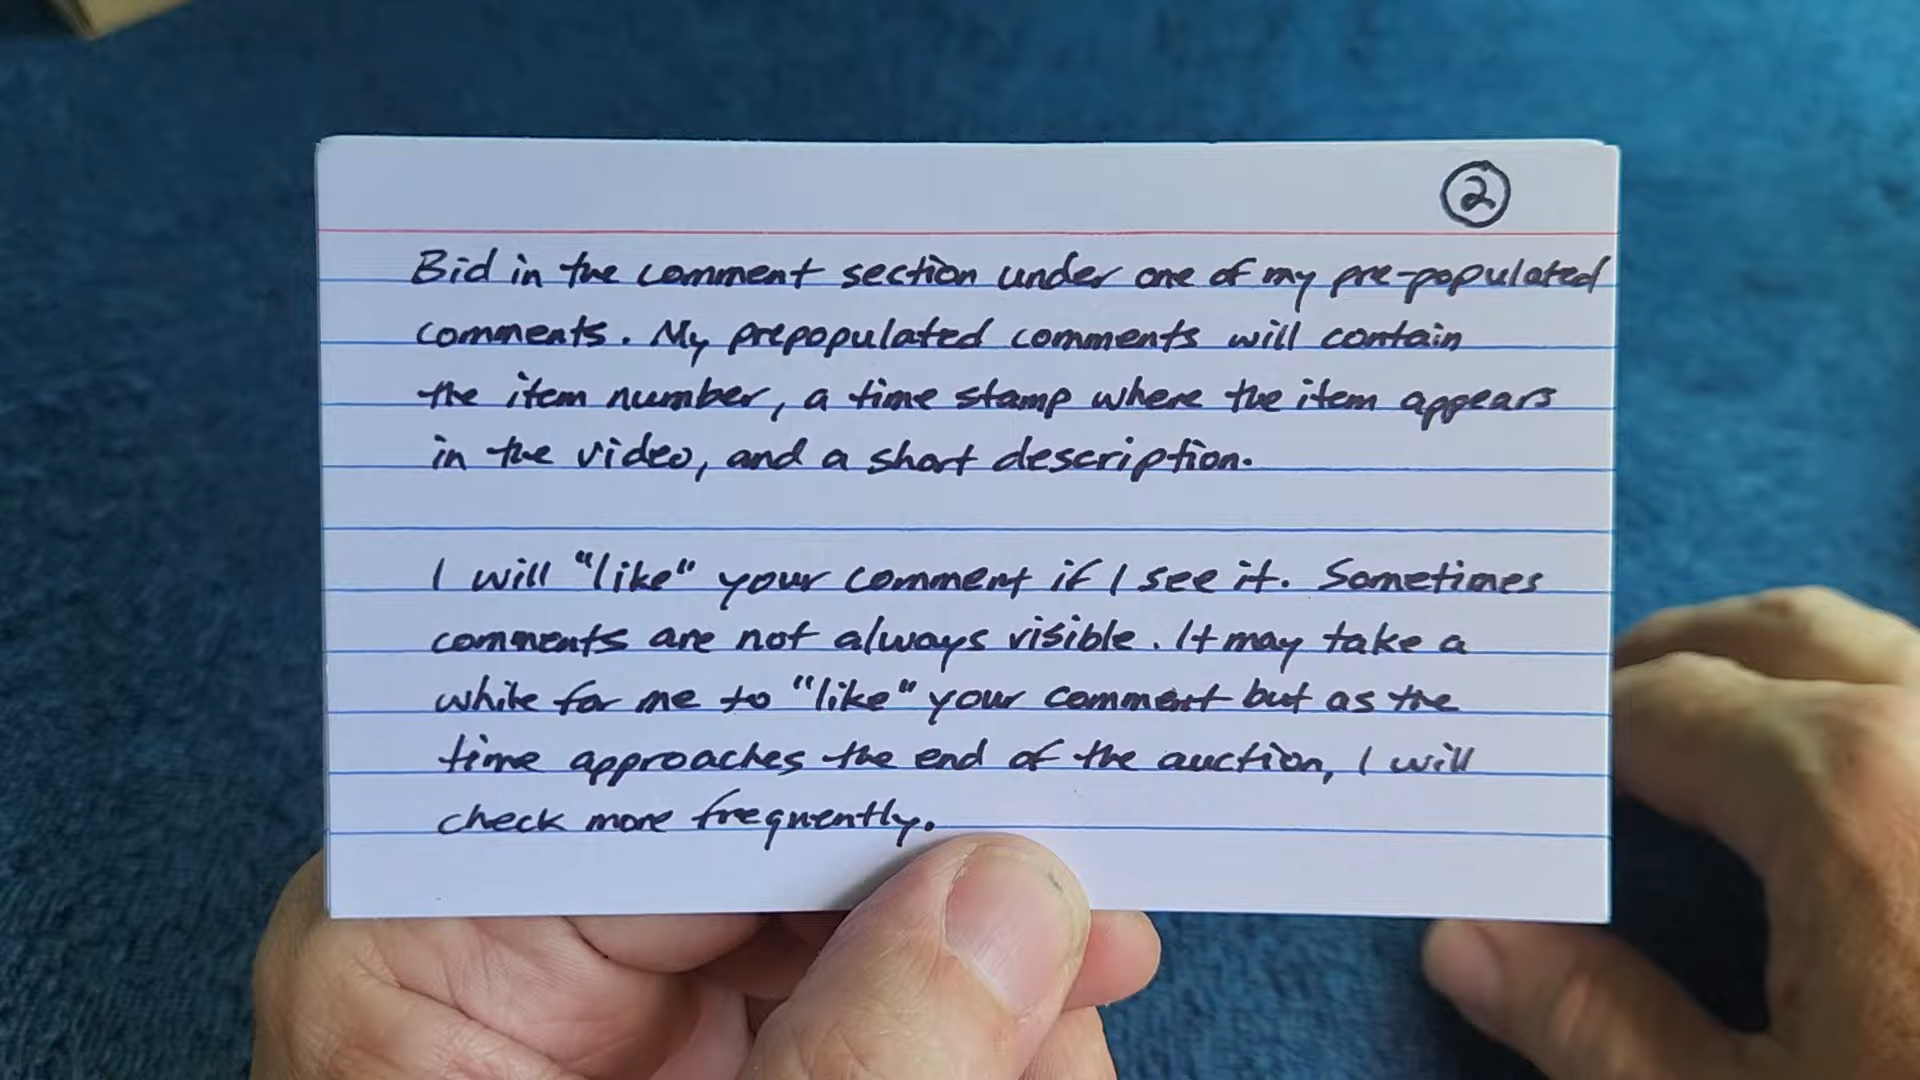 2
Bid in the comment section under one of my pre-populated
comments. My prepopulated comments will contain
the item number, a time stamp where the item appears
in the video, and a short description.
I will "like" your comment if I see it. Sometimes
comments are not always visible. It may take a
while for me to "like" your comment but as the
time approaches the end of the auction, I will
check more frequently.